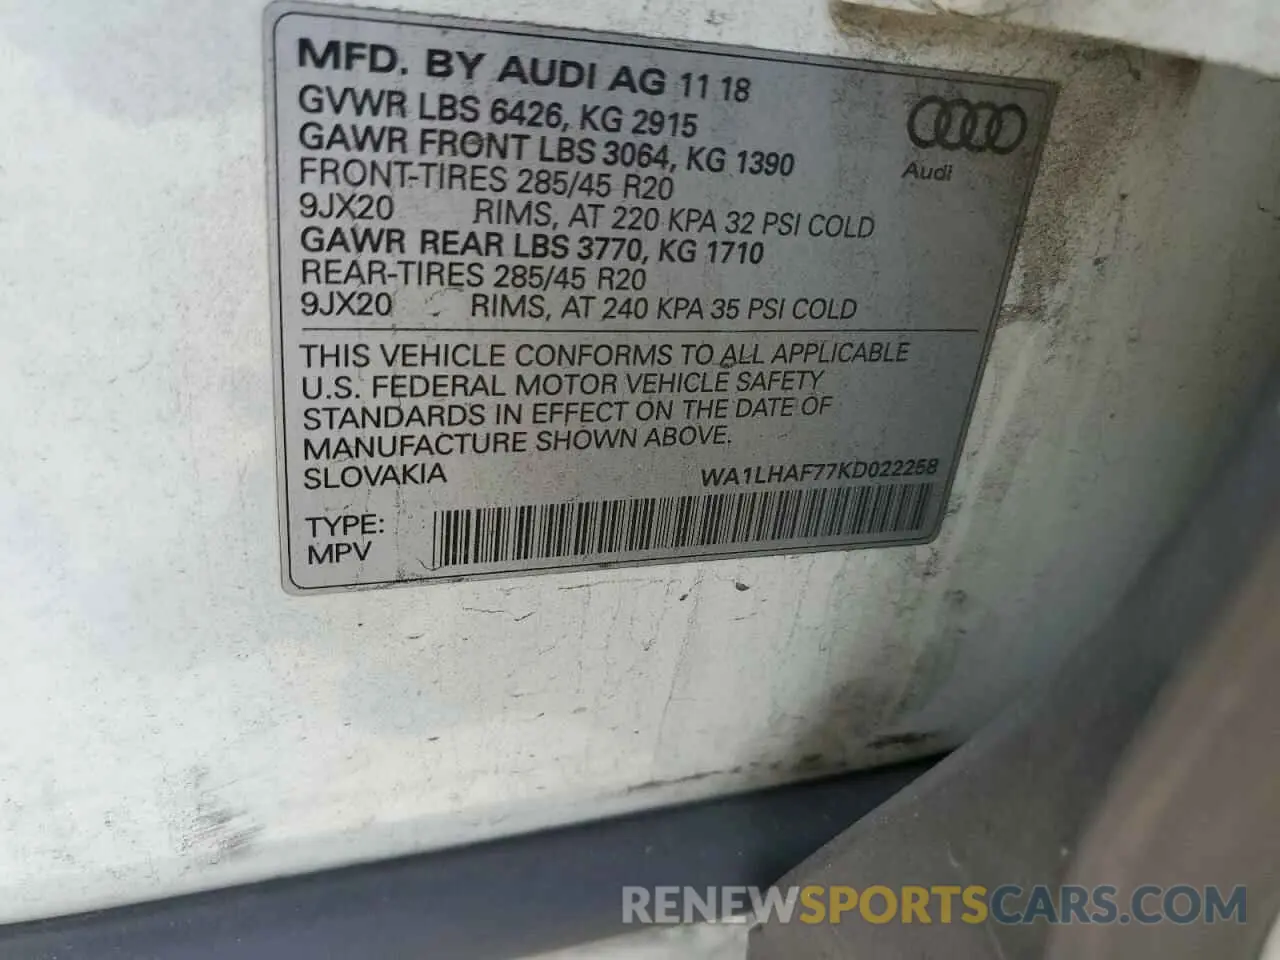 MFD. BY AUDI AG 11 18
GVWR LBS 6426, KG 2915
GAWR FRONT LBS 3064, KG 1390
FRONT-TIRES 285/45 R20
9JX20 RIMS, AT 220 KPA 32 PSI COLD
GAWR REAR LBS 3770, KG 1710
REAR-TIRES 285/45 R20
9JX20 RIMS, AT 240 KPA 35 PSI COLD
Audi
THIS VEHICLE CONFORMS TO ALL APPLICABLE
U.S. FEDERAL MOTOR VEHICLE SAFETY
STANDARDS IN EFFECT ON THE DATE OF
MANUFACTURE SHOWN ABOVE.
SLOVAKIA WA1LHAF77KD022258
TYPE:
MPV
RENEWSPORTSCARS.COM